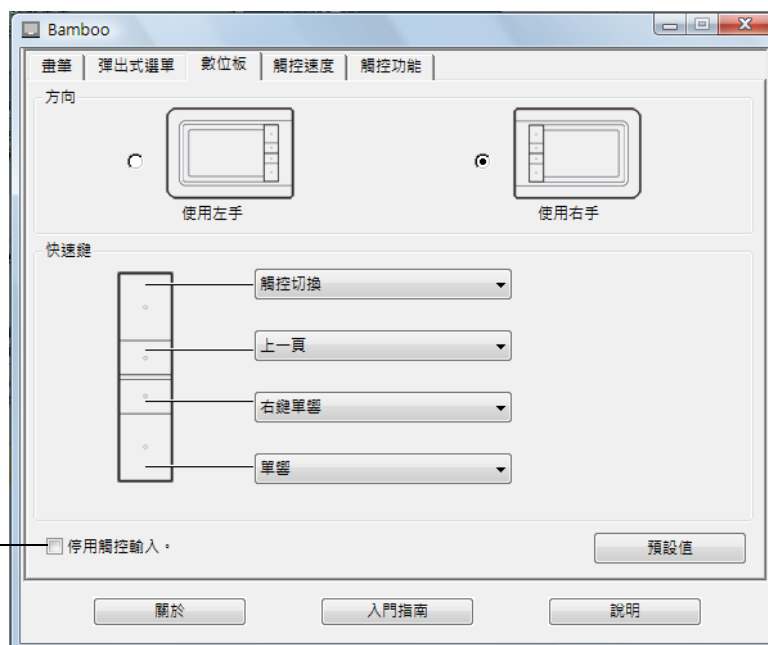 Bamboo
畫筆 彈出式選單 數位板 觸控速度 觸控功能
方向
使用左手 使用右手
快速鍵
觸控切換
上一頁
右鍵單響
單響
停用觸控輸入。 預設值
關於 入門指南 說明